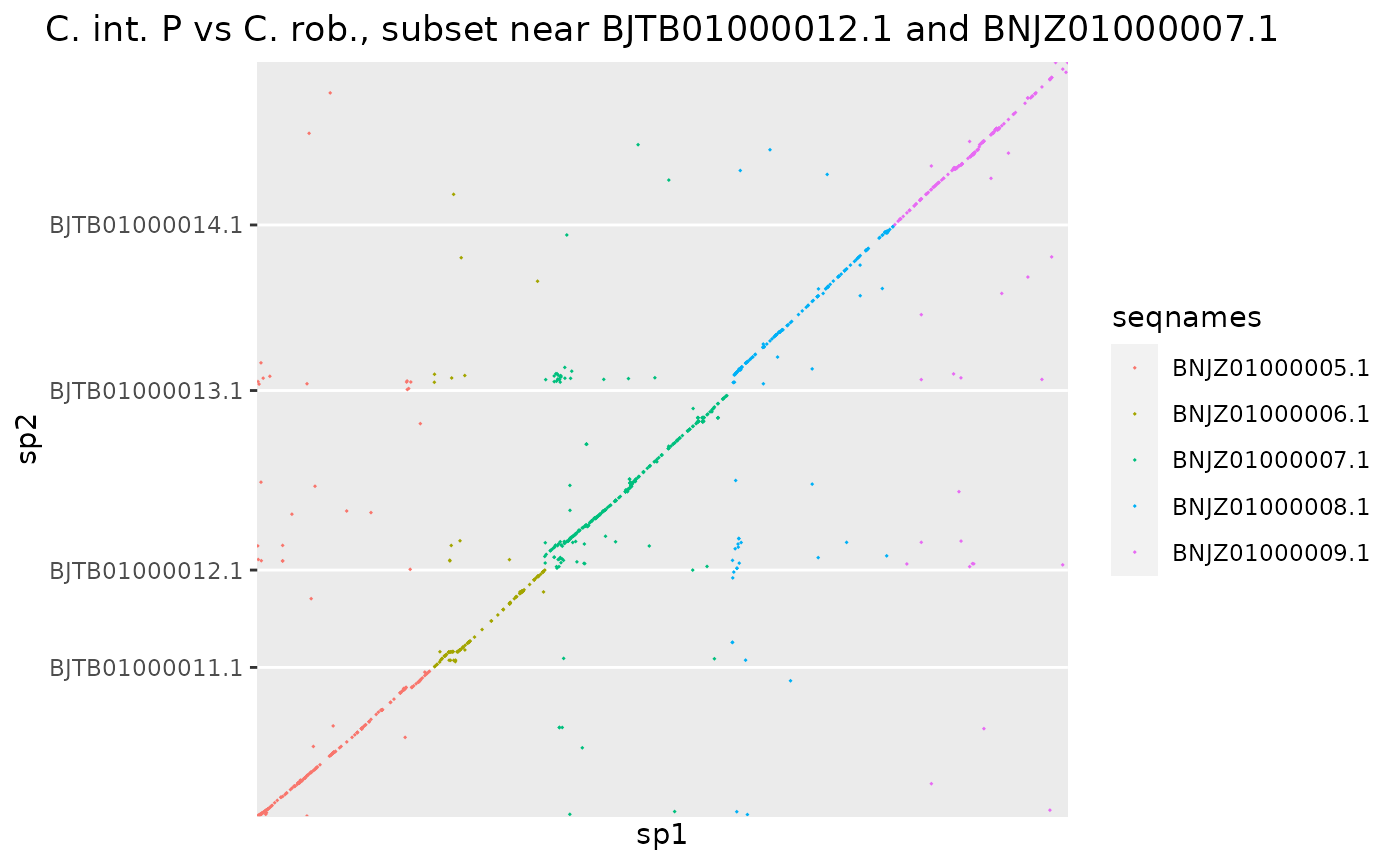 C. int. P vs C. rob., subset near BJTB01000012.1 and BNJZ01000007.1
BJTB01000014.1
BJTB01000013.1
BJTB01000012.1
BJTB01000011.1
sp2
sp1
seqnames
BNJZ01000005.1
BNJZ01000006.1
BNJZ01000007.1
BNJZ01000008.1
BNJZ01000009.1